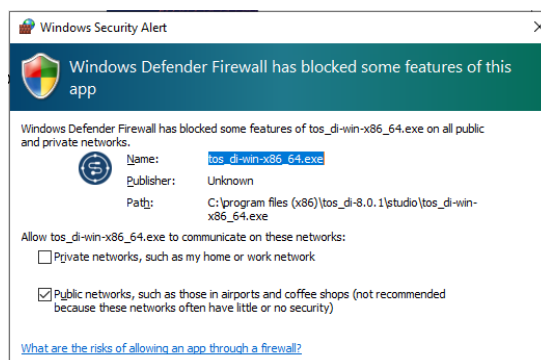 Windows Security Alert
Windows Defender Firewall has blocked some features of this
app
Windows Defender Firewall has blocked some features of tos_di-win-x86_64.exe on all public
and private networks.
Name: tos_di-win-x86_64.exe
Publisher: Unknown
Path: C:\program files (x86)\tos_di-8.0.1\studio\tos_di-win-
x86_64.exe
Allow tos_di-win-x86_64.exe to communicate on these networks:
Private networks, such as my home or work network
Public networks, such as those in airports and coffee shops (not recommended
because these networks often have little or no security)
What are the risks of allowing an app through a firewall?